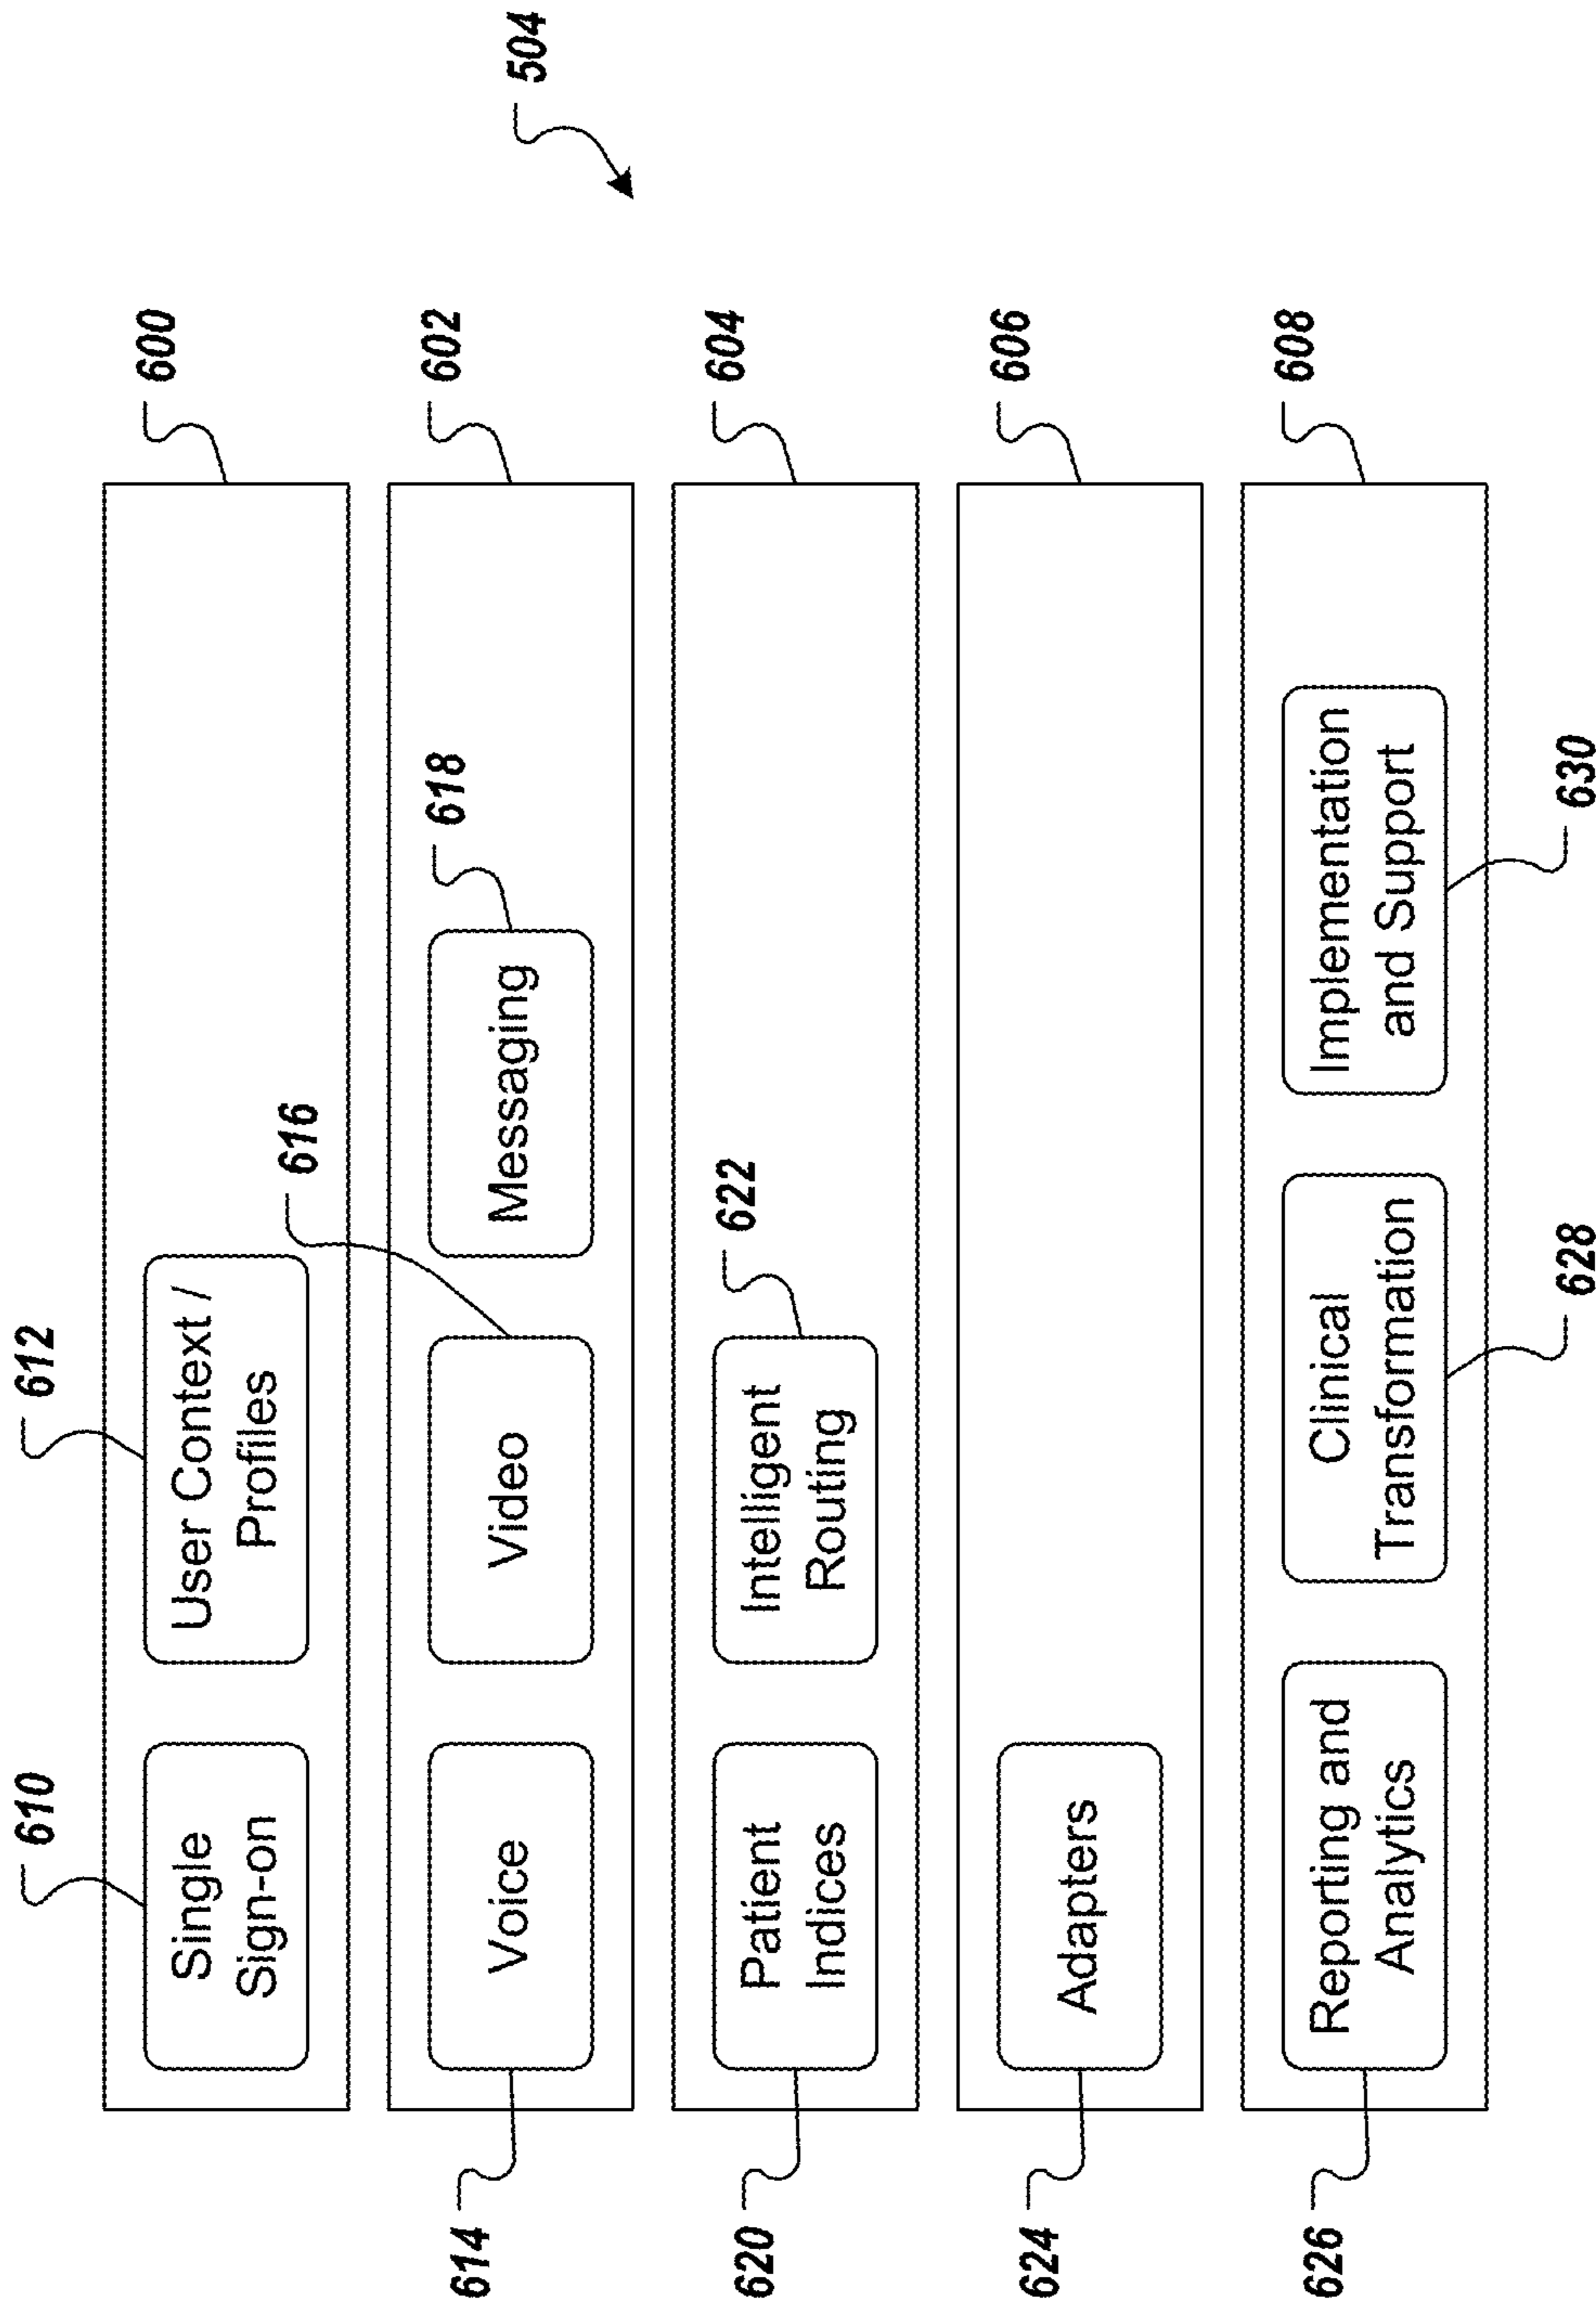 504
600
610
Single
Sign-on
612
User Context /
Profiles
602
614
Voice
616
Video
618
Messaging
604
620
Patient
Indices
622
Intelligent
Routing
606
624
Adapters
608
626
Reporting and
Analytics
628
Clinical
Transformation
630
Implementation
and Support